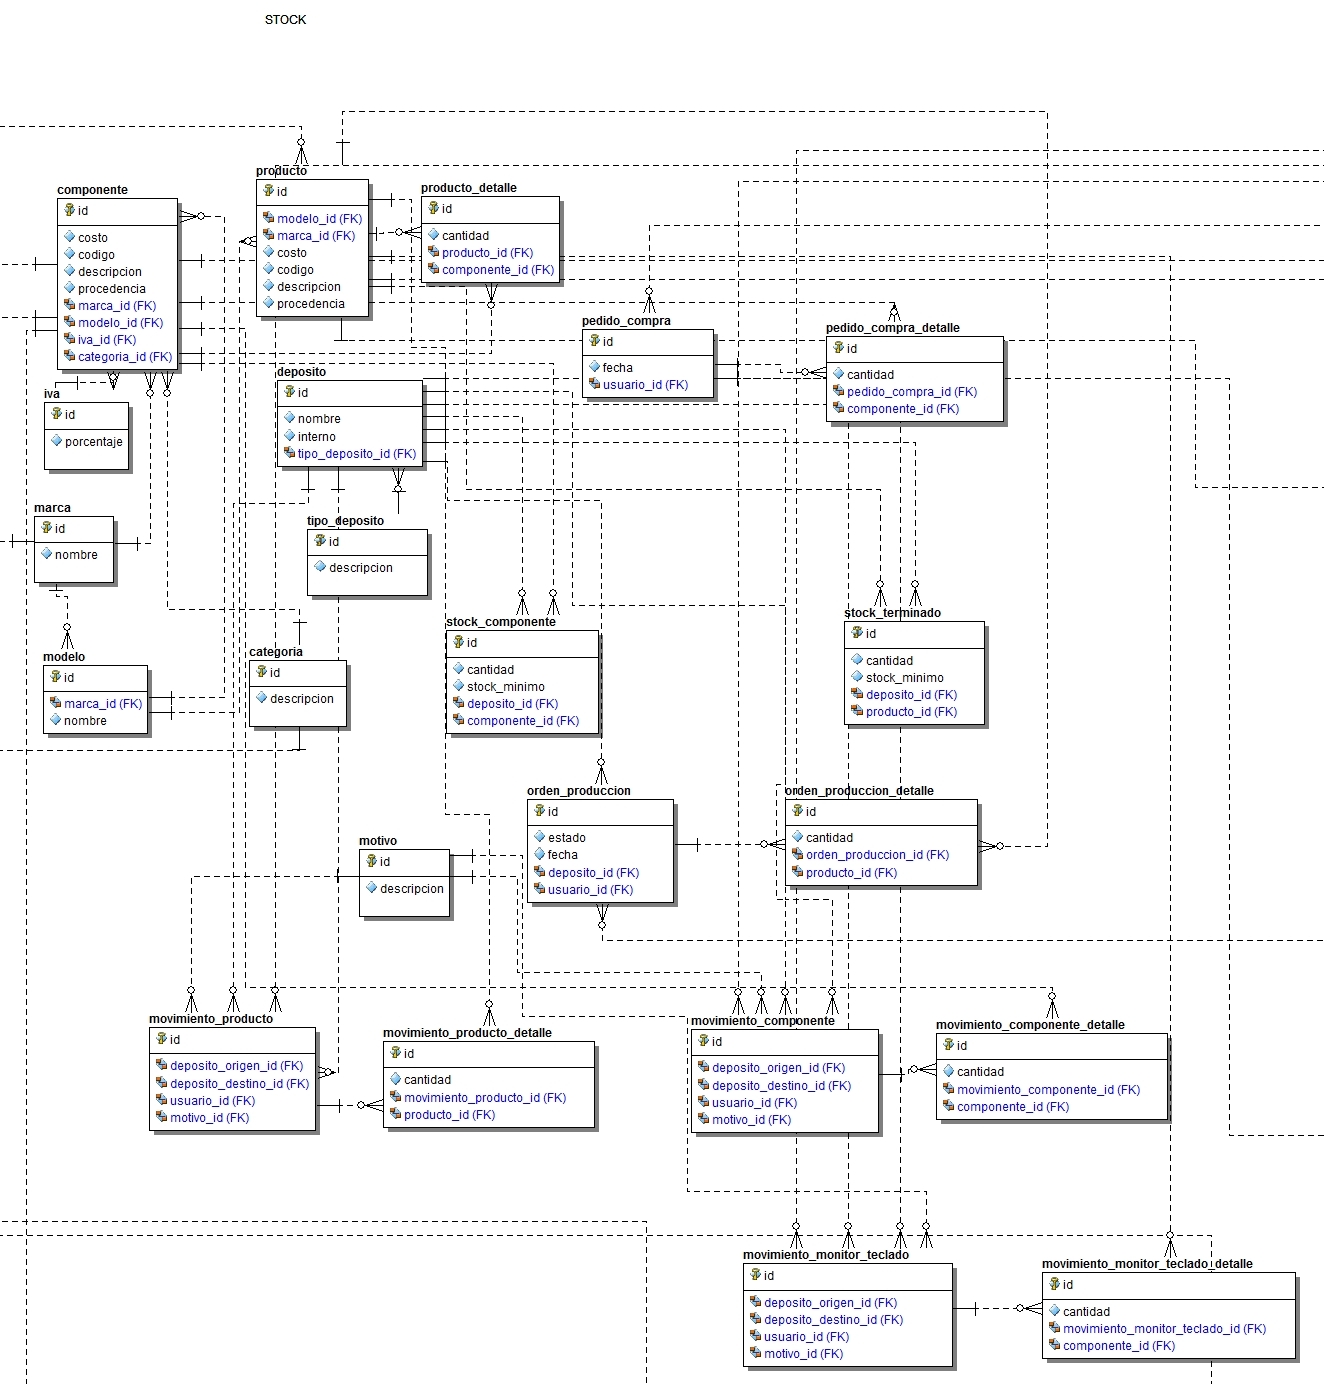 STOCK
componente
id
costo
codigo
descripcion
procedencia
marca_id (FK)
modelo_id (FK)
iva_id (FK)
categoria_id (FK)
producto
id
modelo_id (FK)
marca_id (FK)
costo
codigo
descripcion
procedencia
producto_detalle
id
cantidad
producto_id (FK)
componente_id (FK)
pedido_compra
id
fecha
usuario_id (FK)
pedido_compra_detalle
id
cantidad
pedido_compra_id (FK)
componente_id (FK)
iva
id
porcentaje
deposito
id
nombre
interno
tipo_deposito_id (FK)
marca
id
nombre
tipo_deposito
id
descripcion
modelo
id
marca_id (FK)
nombre
categoria
id
descripcion
stock_componente
id
cantidad
stock_minimo
deposito_id (FK)
componente_id (FK)
stock_terminado
id
cantidad
stock_minimo
deposito_id (FK)
producto_id (FK)
motivo
id
descripcion
orden_produccion
id
estado
fecha
deposito_id (FK)
usuario_id (FK)
orden_produccion_detalle
id
cantidad
orden_produccion_id (FK)
producto_id (FK)
movimiento_producto
id
deposito_origen_id (FK)
deposito_destino_id (FK)
usuario_id (FK)
motivo_id (FK)
movimiento_producto_detalle
id
cantidad
movimiento_producto_id (FK)
producto_id (FK)
movimiento_componente
id
deposito_origen_id (FK)
deposito_destino_id (FK)
usuario_id (FK)
motivo_id (FK)
movimiento_componente_detalle
id
cantidad
movimiento_componente_id (FK)
componente_id (FK)
movimiento_monitor_teclado
id
deposito_origen_id (FK)
deposito_destino_id (FK)
usuario_id (FK)
motivo_id (FK)
movimiento_monitor_teclado_detalle
id
cantidad
movimiento_monitor_teclado_id (FK)
componente_id (FK)